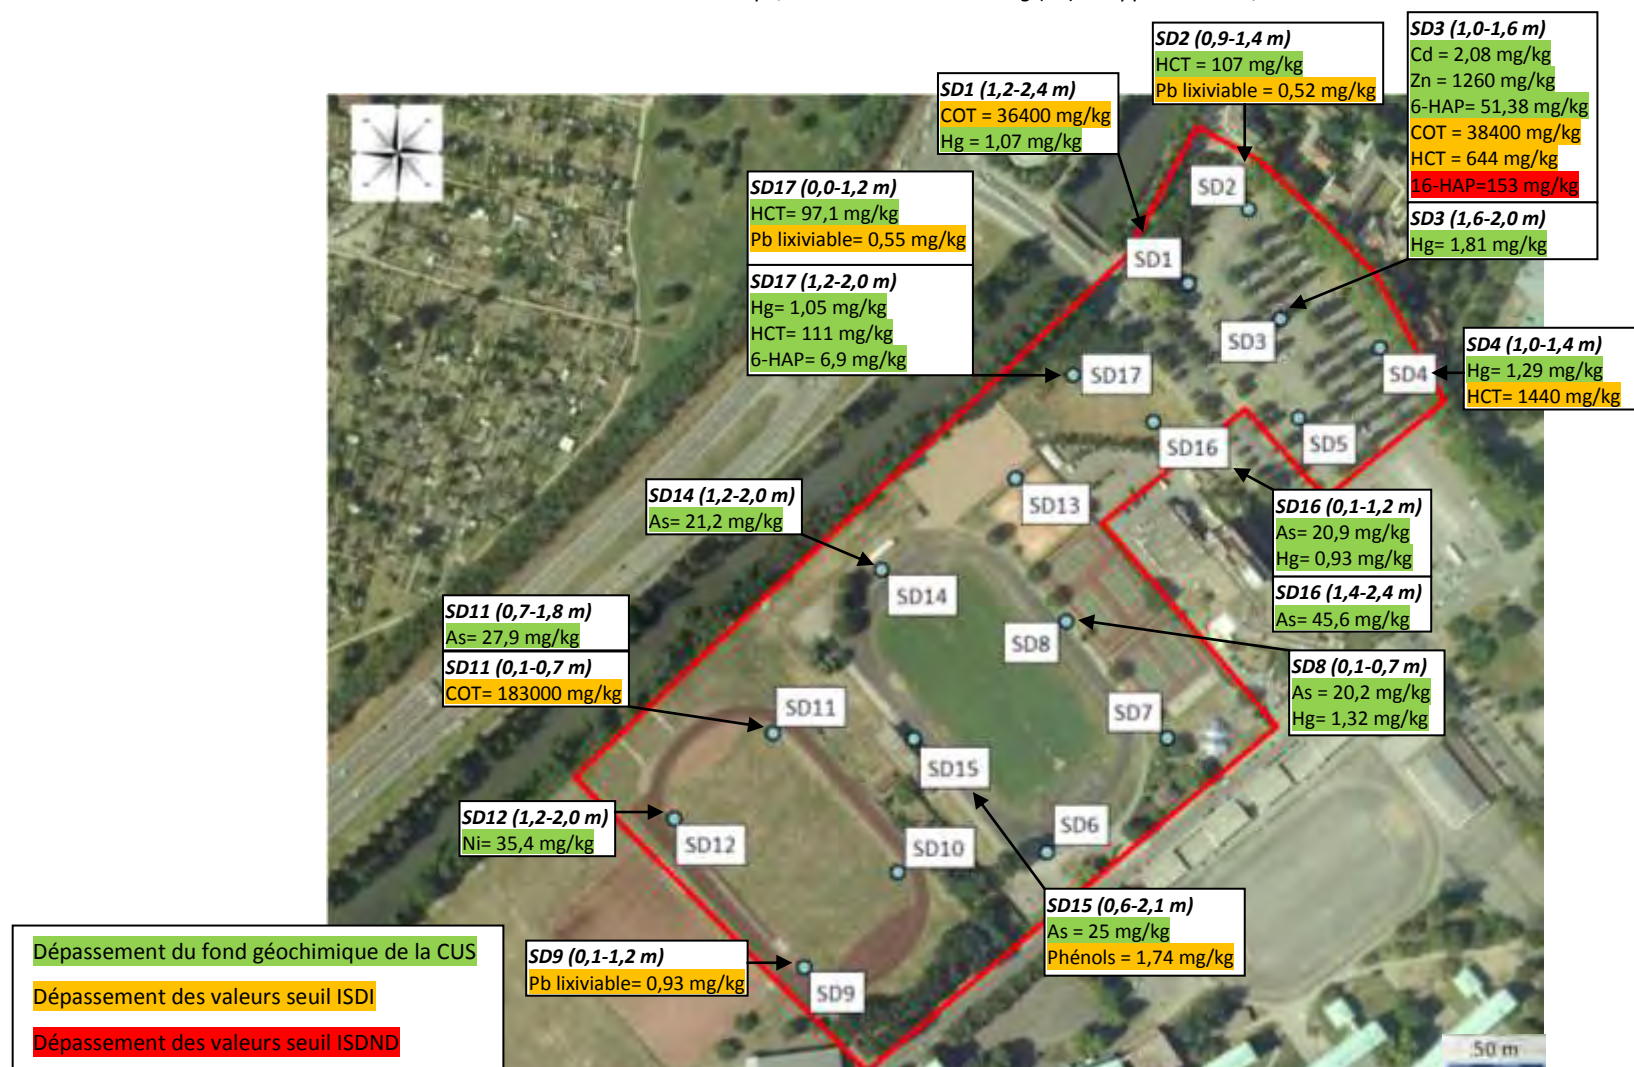 SD2 (0,9-1,4 m)
HCT = 107 mg/kg
Pb lixiviable = 0,52 mg/kg
SD3 (1,0-1,6 m)
Cd = 2,08 mg/kg
Zn = 1260 mg/kg
6-HAP= 51,38 mg/kg
COT = 38400 mg/kg
HCT = 644 mg/kg
16-HAP=153 mg/kg
SD3 (1,6-2,0 m)
Hg= 1,81 mg/kg
SD1 (1,2-2,4 m)
COT = 36400 mg/kg
Hg = 1,07 mg/kg
SD17 (0,0-1,2 m)
HCT= 97,1 mg/kg
Pb lixiviable= 0,55 mg/kg
SD17 (1,2-2,0 m)
Hg= 1,05 mg/kg
HCT= 111 mg/kg
6-HAP= 6,9 mg/kg
SD2
SD1
SD3
SD4
SD4 (1,0-1,4 m)
Hg= 1,29 mg/kg
HCT= 1440 mg/kg
SD17
SD5
SD16
SD13
SD14 (1,2-2,0 m)
As= 21,2 mg/kg
SD16 (0,1-1,2 m)
As= 20,9 mg/kg
Hg= 0,93 mg/kg
SD16 (1,4-2,4 m)
As= 45,6 mg/kg
SD14
SD8
SD11 (0,7-1,8 m)
As= 27,9 mg/kg
SD11 (0,1-0,7 m)
COT= 183000 mg/kg
SD8 (0,1-0,7 m)
As = 20,2 mg/kg
Hg= 1,32 mg/kg
SD11
SD7
SD15
SD12 (1,2-2,0 m)
Ni= 35,4 mg/kg
SD12
SD10
SD6
SD15 (0,6-2,1 m)
As = 25 mg/kg
Phénols = 1,74 mg/kg
SD9 (0,1-1,2 m)
Pb lixiviable= 0,93 mg/kg
SD9
Dépassement du fond géochimique de la CUS
Dépassement des valeurs seuil ISDI
Dépassement des valeurs seuil ISDND
50 m